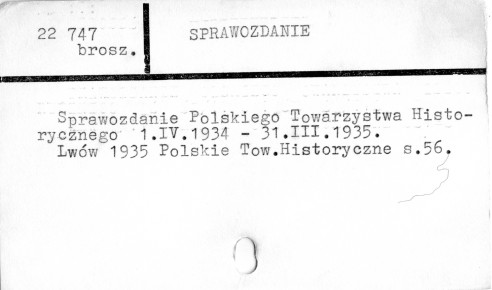 22 747
brosz.
SPRAWOZDANIE
Sprawozdanie Polskiego Towarzystwa Histo-
rycznego 1.IV.1934 - 31.III.1935.
Lwów 1935 Polskie Tow.Historyczne s.56.